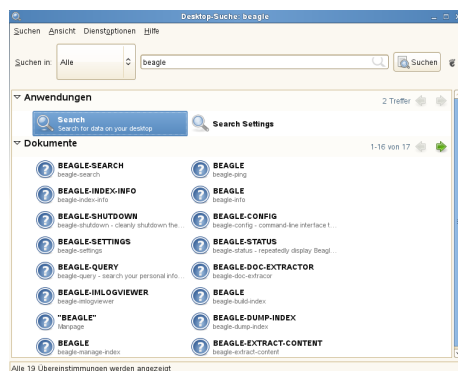 Desktop-Suche: beagle
Suchen Ansicht Dienstoptionen Hilfe
Suchen in: Alle beagle Suchen
Anwendungen 2 Treffer
Search
Search for data on your desktop
Search Settings
Dokumente 1-16 von 17
BEAGLE-SEARCH
beagle-search
BEAGLE
beagle-ping
BEAGLE-INDEX-INFO
beagle-index-info
BEAGLE
beagle-info
BEAGLE-SHUTDOWN
beagle-shutdown - cleanly shutdown the...
BEAGLE-CONFIG
beagle-config - command-line interface f...
BEAGLE-SETTINGS
beagle-settings
BEAGLE-STATUS
beagle-status - repeatedly display Beagl...
BEAGLE-QUERY
beagle-query - search your personal info...
BEAGLE-DOC-EXTRACTOR
beagle-doc-extracor
BEAGLE-IMLOGVIEWER
beagle-imlogviewer
BEAGLE
beagle-build-index
"BEAGLE"
Manpage
BEAGLE-DUMP-INDEX
beagle-dump-index
BEAGLE
beagle-manage-index
BEAGLE-EXTRACT-CONTENT
beagle-extract-content
Alle 19 Übereinstimmungen werden angezeigt